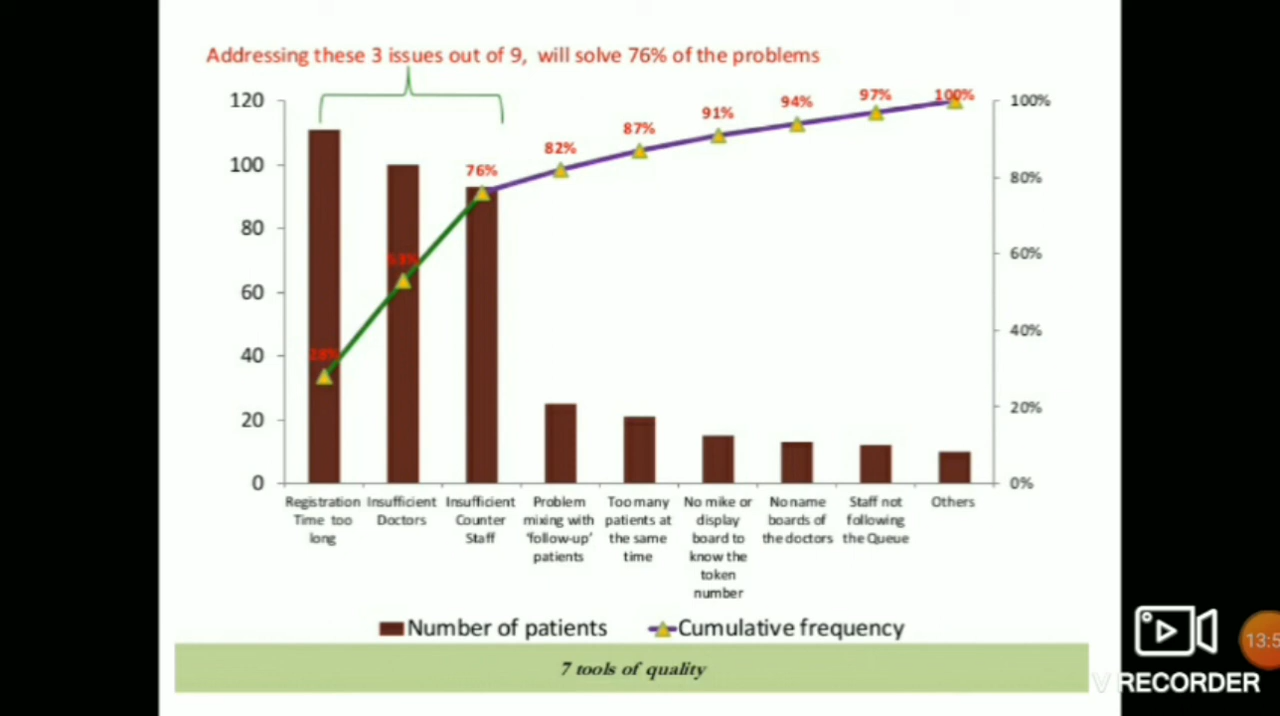 Addressing these 3 issues out of 9, will solve 76% of the problems
120
100
80
60
40
20
0
28%
53%
76%
82%
87%
91%
94%
97%
100%
100%
80%
60%
40%
20%
0%
Registration Time too long
Insufficient Doctors
Insufficient Counter Staff
Problem mixing with 'follow-up' patients
Too many patients at the same time
No mike or display board to know the token number
No name boards of the doctors
Staff not following the Queue
Others
Number of patients
Cumulative frequency
7 tools of quality
13:5
V RECORDER